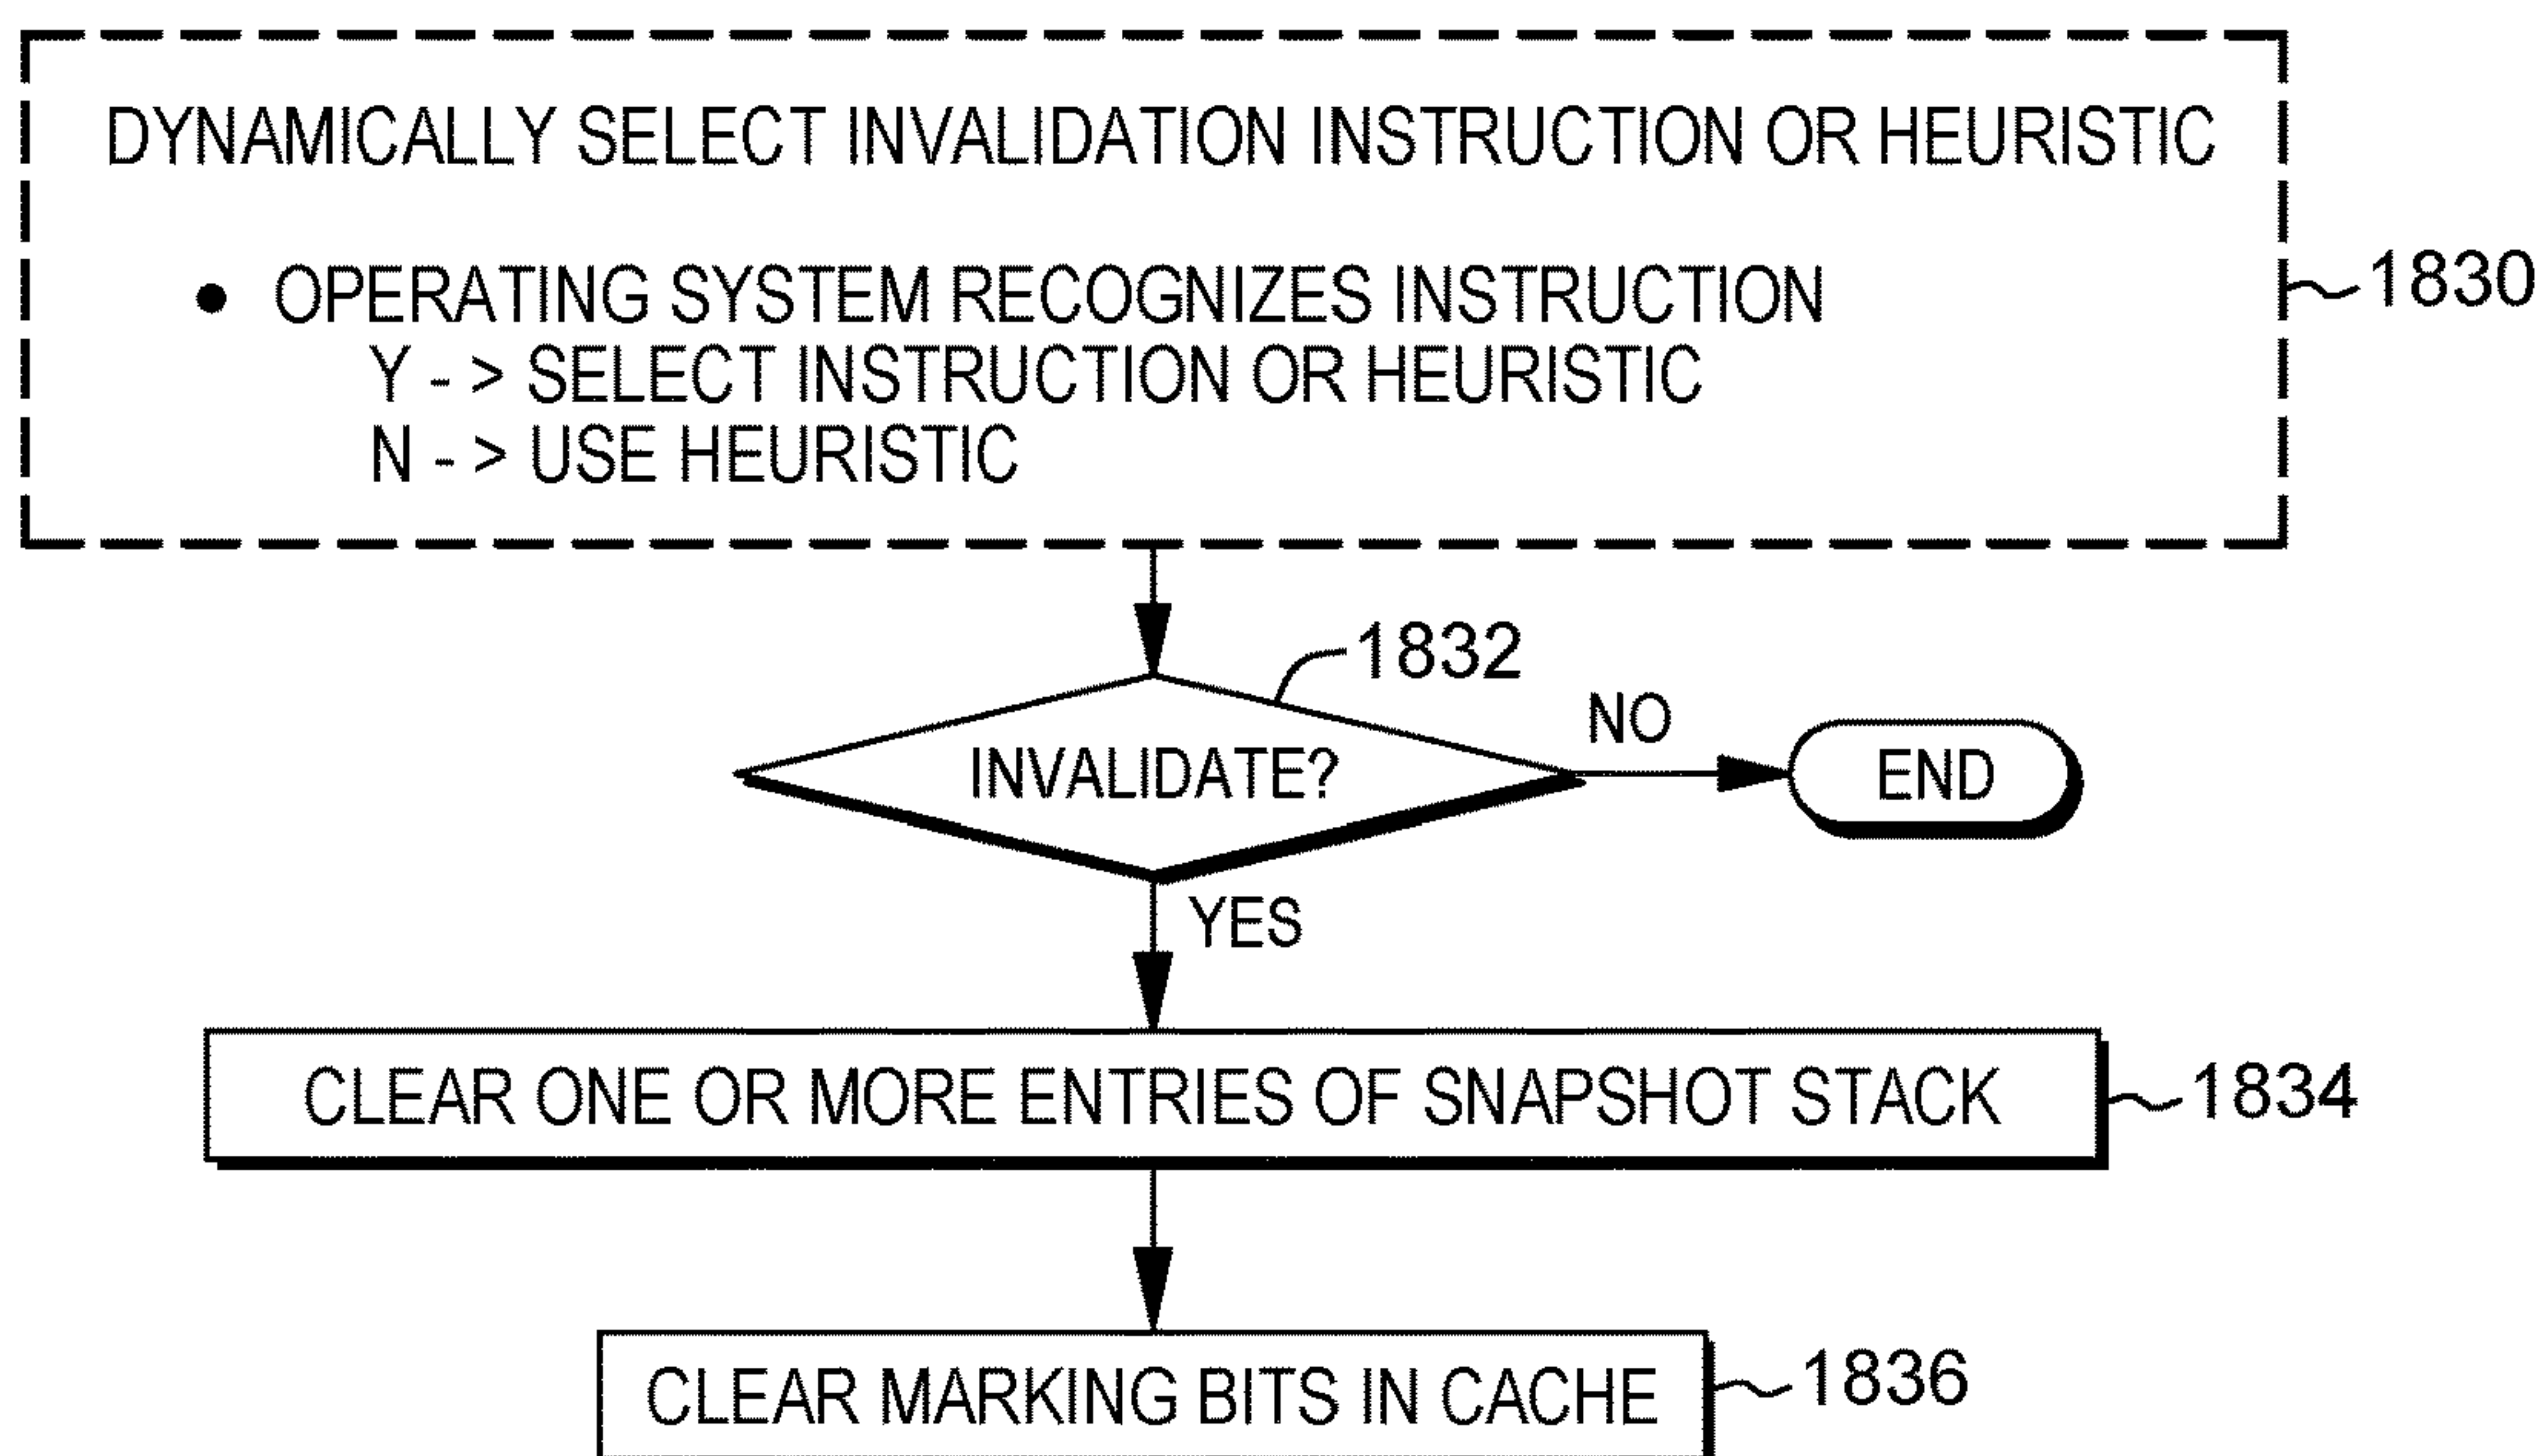 DYNAMICALLY SELECT INVALIDATION INSTRUCTION OR HEURISTIC
• OPERATING SYSTEM RECOGNIZES INSTRUCTION
1830
Y - > SELECT INSTRUCTION OR HEURISTIC
N - > USE HEURISTIC
1832
NO
INVALIDATE?
END
YES
CLEAR ONE OR MORE ENTRIES OF SNAPSHOT STACK
1834
CLEAR MARKING BITS IN CACHE
1836